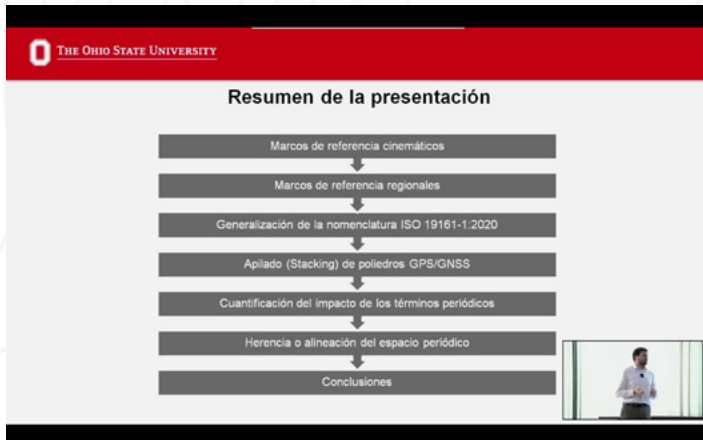 THE OHIO STATE UNIVERSITY
Resumen de la presentación
Marcos de referencia cinemáticos
Marcos de referencia regionales
Generalización de la nomenclatura ISO 19161-1:2020
Apilado (Stacking) de poliedros GPS/GNSS
Cuantificación del impacto de los términos periódicos
Herencia o alineación del espacio periódico
Conclusiones